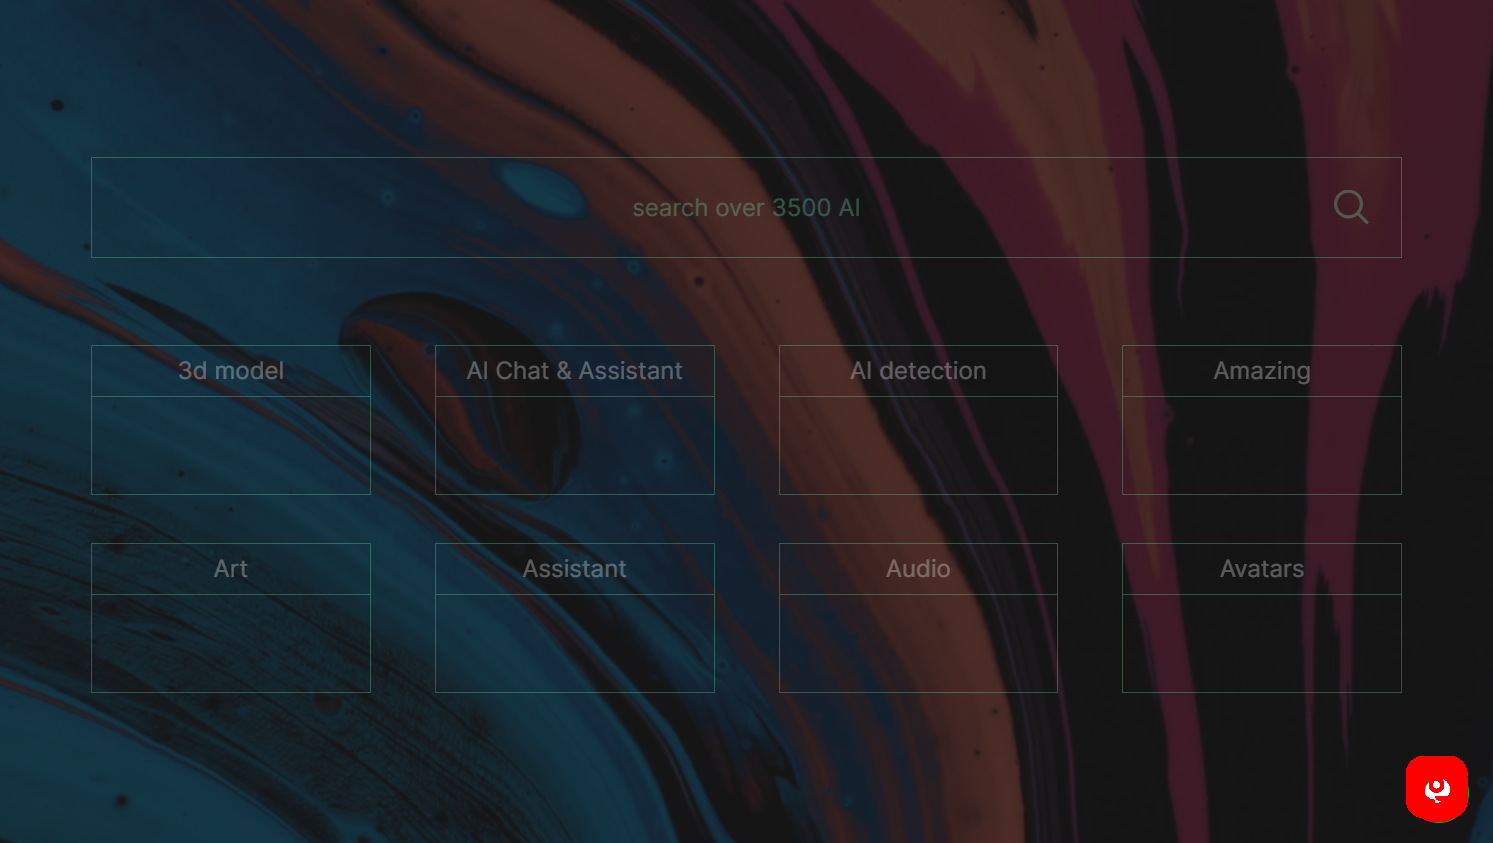 search over 3500 AI
3d model
AI Chat & Assistant
AI detection
Amazing
Art
Assistant
Audio
Avatars